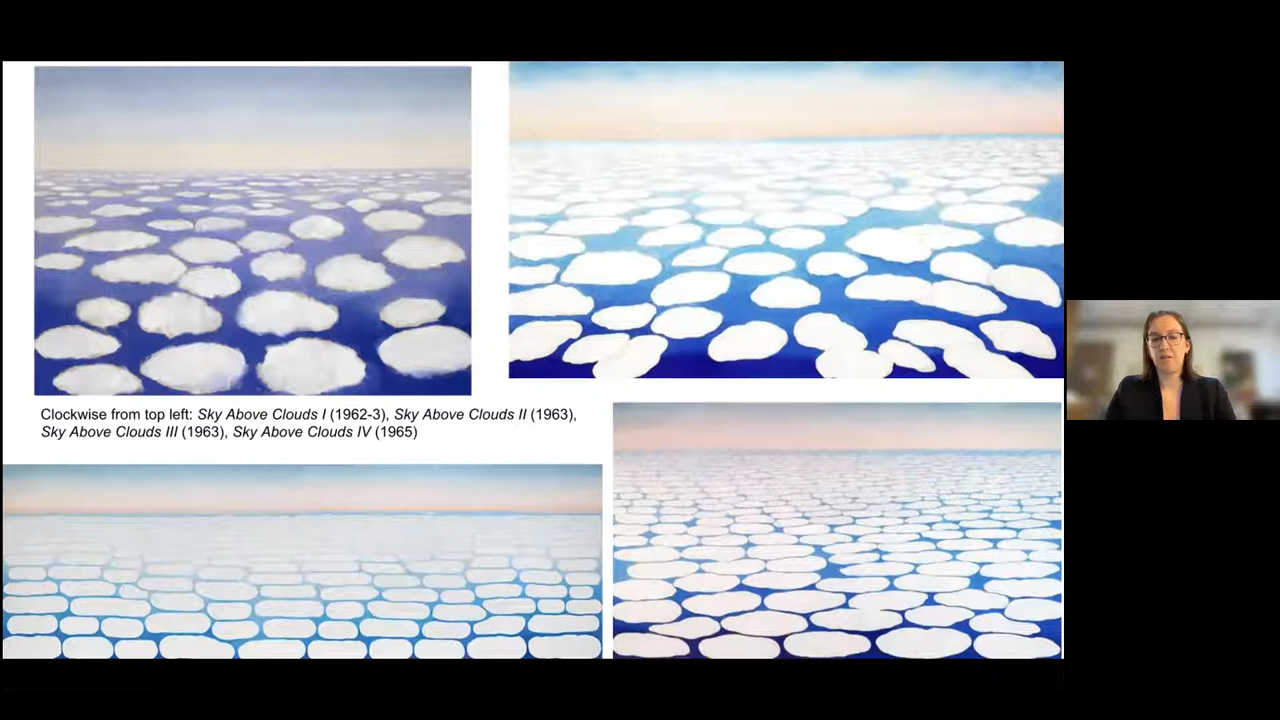 Clockwise from top left: Sky Above Clouds I (1962-3), Sky Above Clouds II (1963),
Sky Above Clouds III (1963), Sky Above Clouds IV (1965)